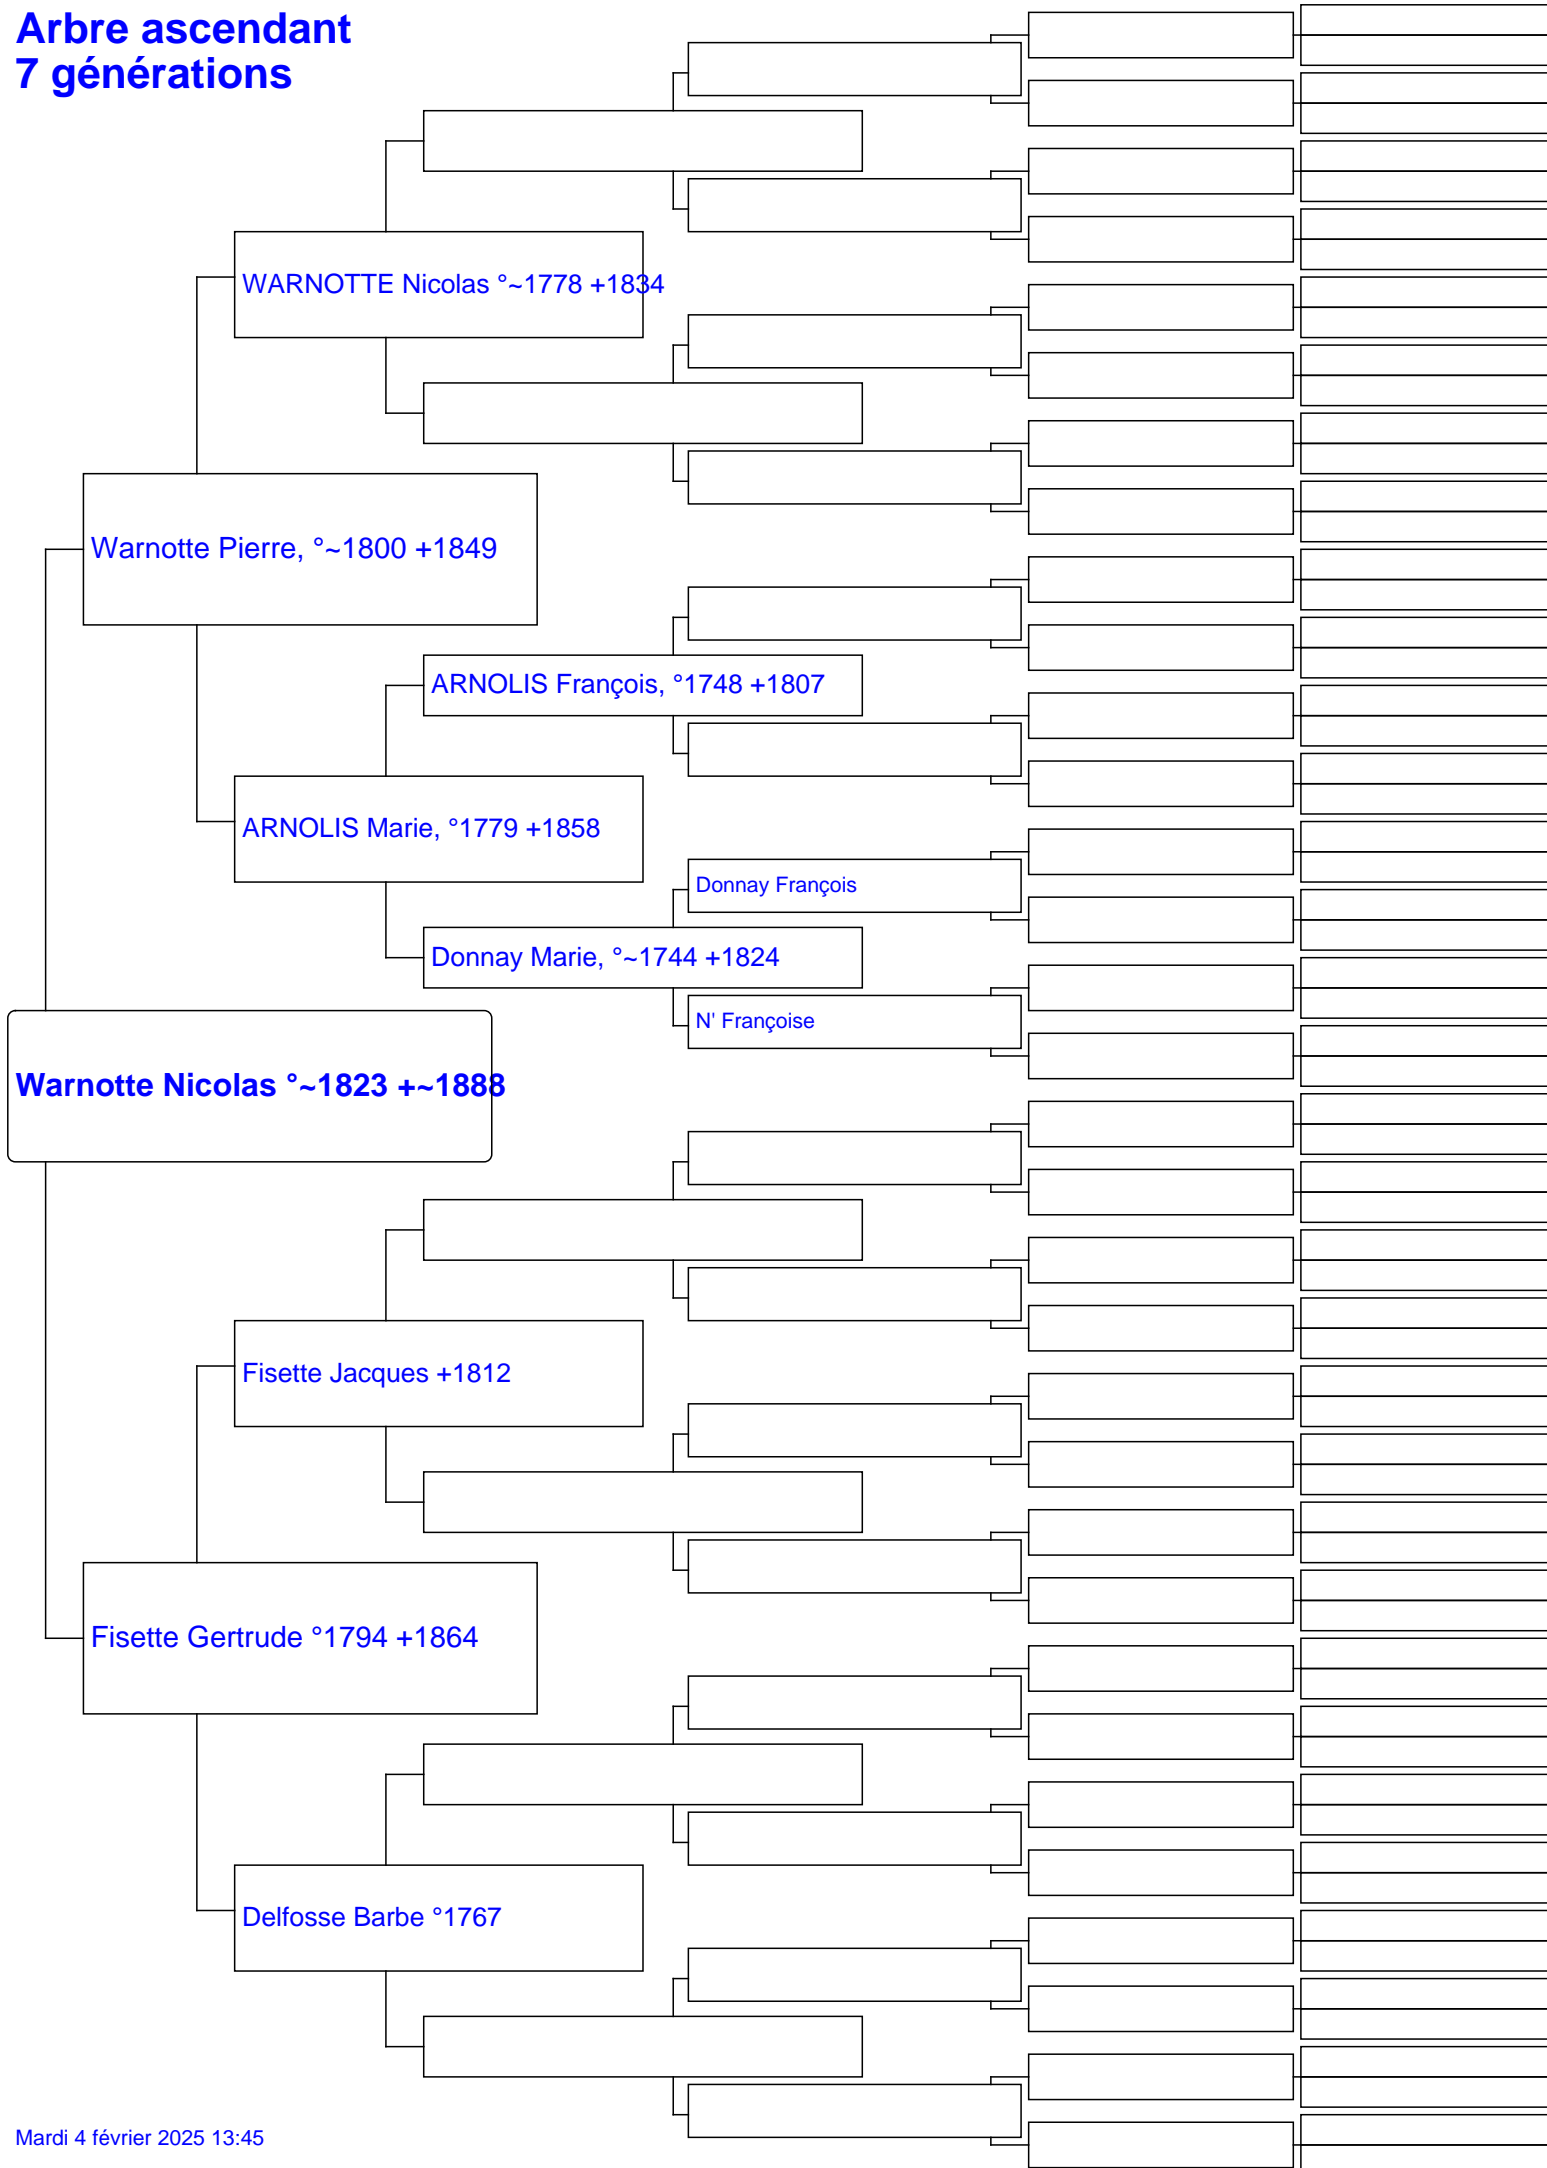 Arbre ascendant
7 générations
WARNOTTE Nicolas °~1778 +1834
Warnotte Pierre, °~1800 +1849
ARNOLIS François, °1748 +1807
ARNOLIS Marie, °1779 +1858
Donnay François
Donnay Marie, °~1744 +1824
N' Françoise
Warnotte Nicolas °~1823 +~1888
Fisette Jacques +1812
Fisette Gertrude °1794 +1864
Delfosse Barbe °1767
Mardi 4 février 2025 13:45